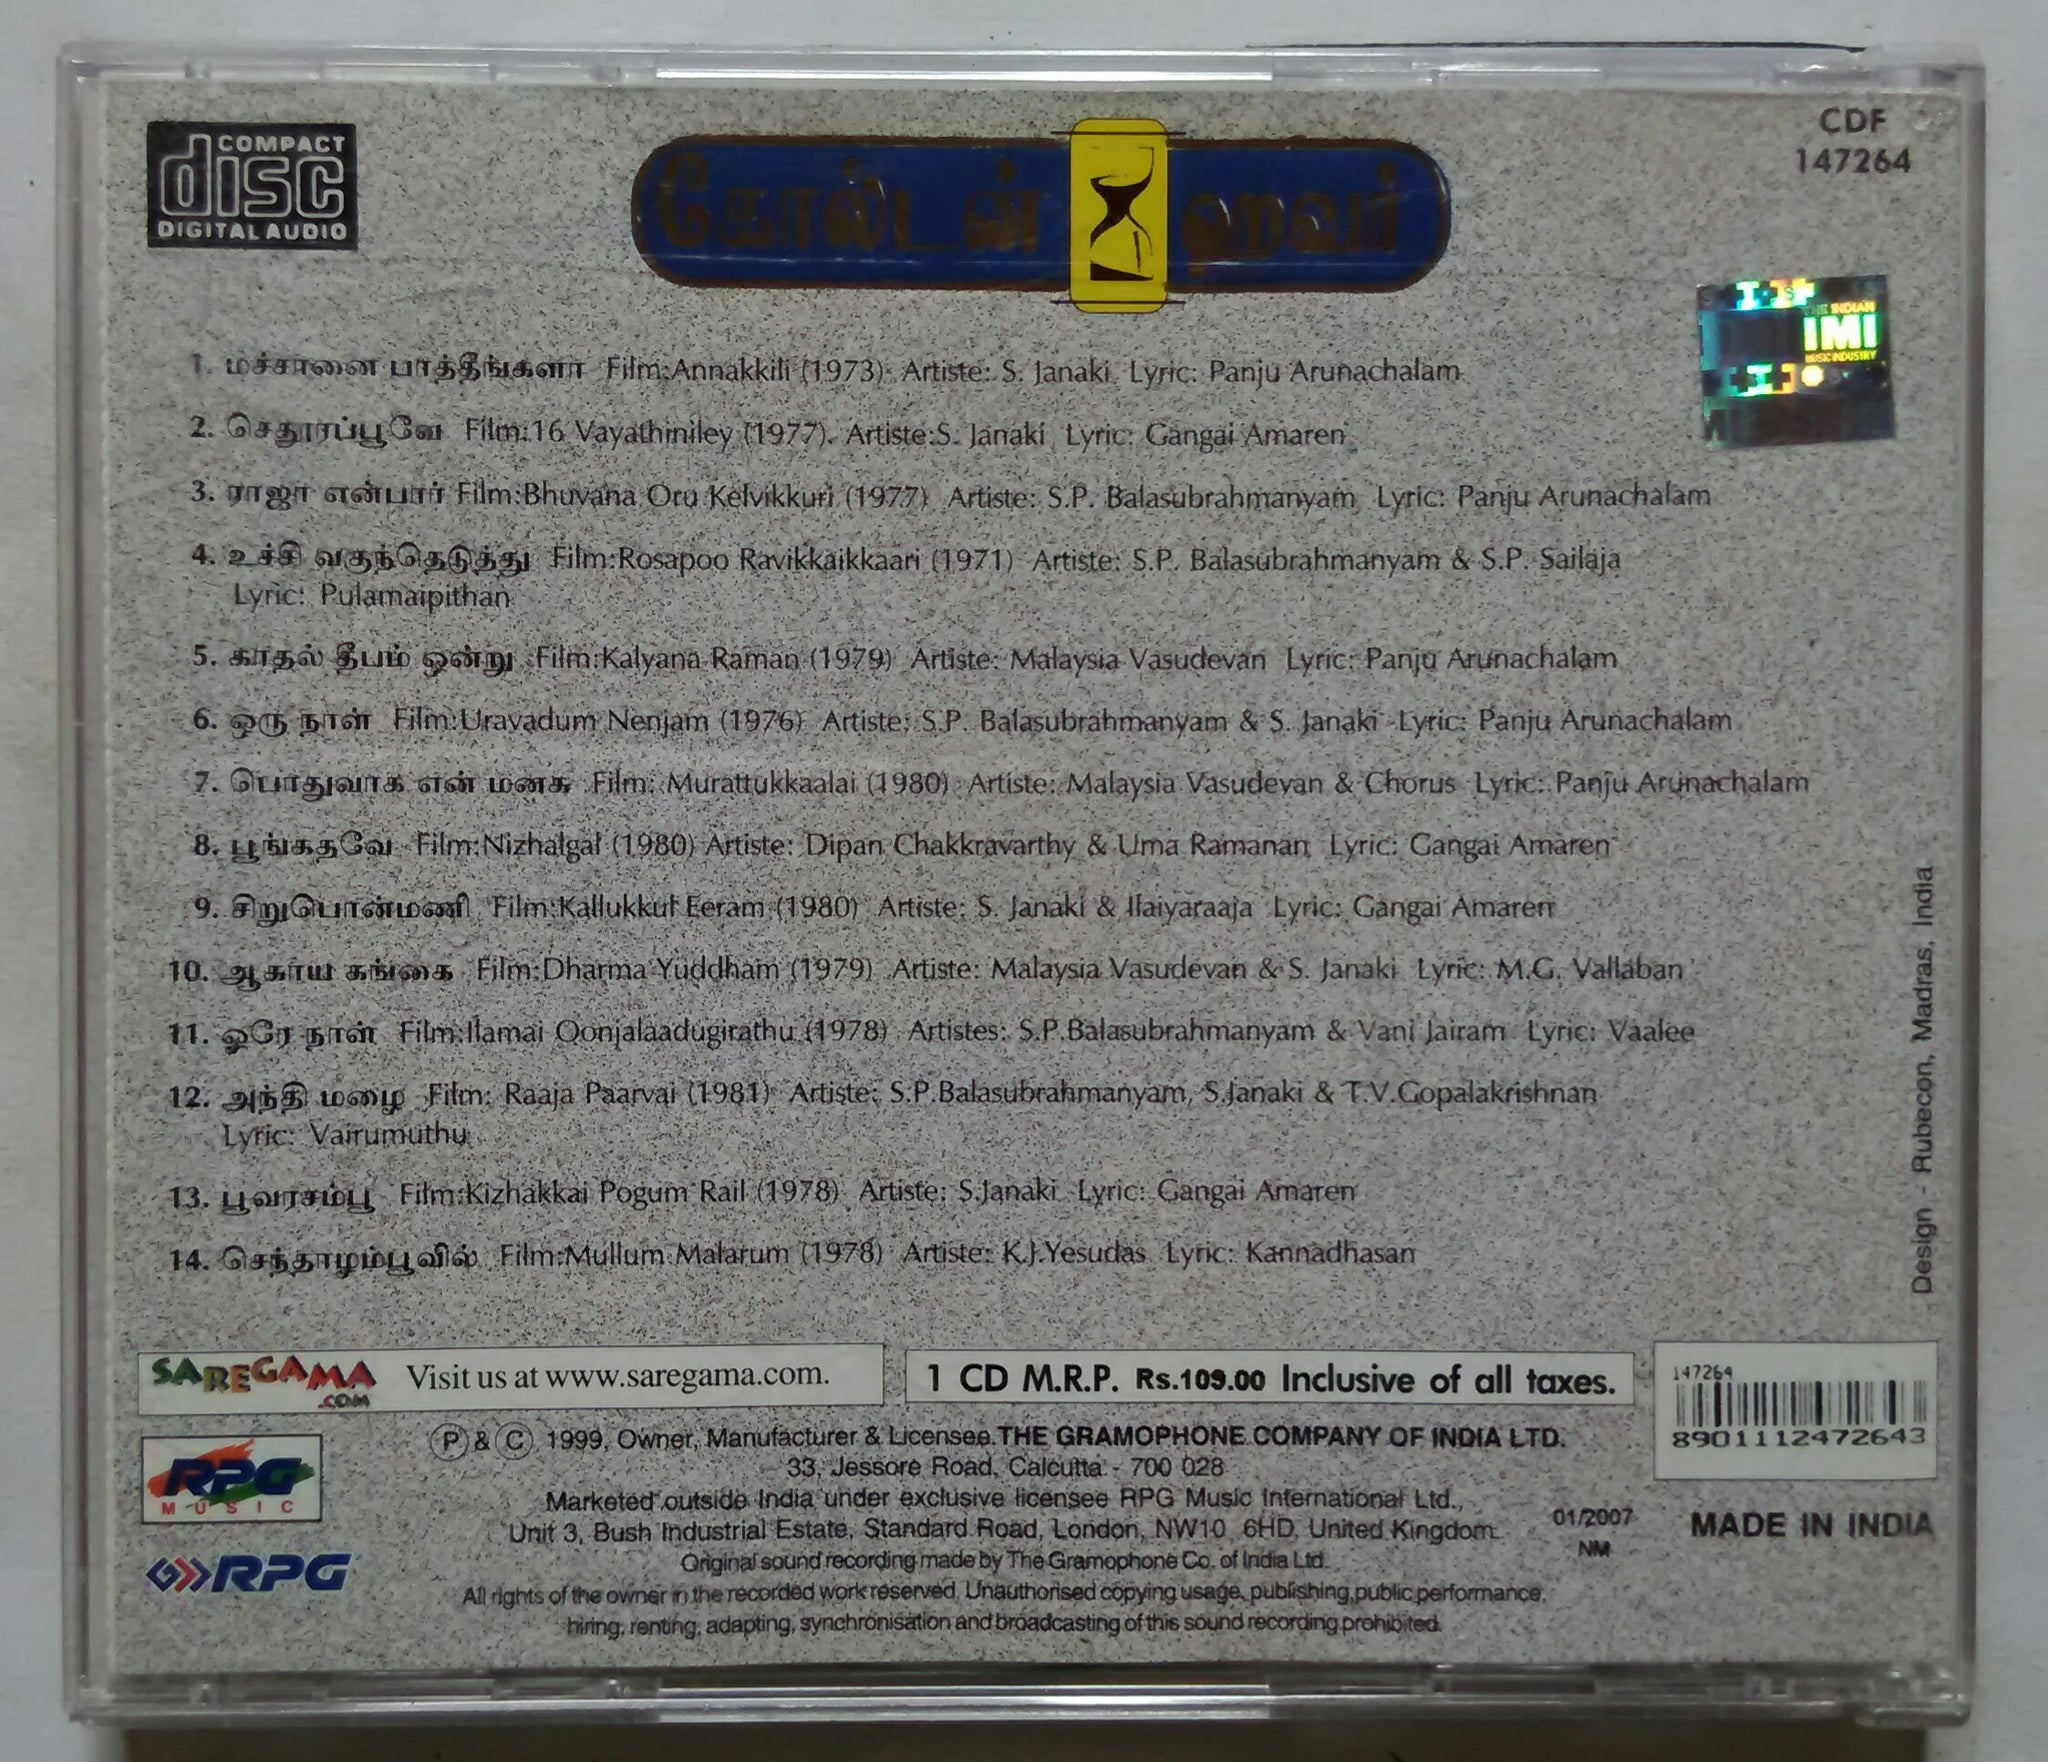 COMPACT
disc
DIGITAL AUDIO
கோல்டன் ஹவர்
CDF
147264
THE INDIAN
IMI
MUSIC INDUSTRY
1. மச்சானை பாத்தீங்களா Film:Annakkili (1973) Artiste: S. Janaki Lyric: Panju Arunachalam
2. செதூரப்பூவே Film:16 Vayathiniley (1977). Artiste:S. Janaki Lyric: Gangai Amaren
3. ராஜா என்பார் Film:Bhuvana Oru Kelvikkuri (1977) Artiste: S.P. Balasubrahmanyam Lyric: Panju Arunachalam
4. உச்சி வகுந்தெடுத்து Film:Rosapoo Ravikkaikkaari (1971) Artiste: S.P. Balasubrahmanyam & S.P. Sailaja
Lyric: Pulamaipithan
5. காதல் தீபம் ஒன்று Film:Kalyana Raman (1979) Artiste: Malaysia Vasudevan Lyric: Panju Arunachalam
6. ஒரு நாள் Film:Uravadum Nenjam (1976) Artiste: S.P. Balasubrahmanyam & S. Janaki Lyric: Panju Arunachalam
7. பொதுவாக என் மனசு Film: Murattukkaalai (1980) Artiste: Malaysia Vasudevan & Chorus Lyric: Panju Arunachalam
8. பூங்கதவே Film:Nizhalgal (1980) Artiste: Dipan Chakkravarthy & Uma Ramanan Lyric: Gangai Amaren
9. சிறுபொன்மணி Film:Kallukkul Eeram (1980) Artiste: S. Janaki & Ilaiyaraaja Lyric: Gangai Amaren
10. ஆகாய கங்கை Film:Dharma Yuddham (1979) Artiste: Malaysia Vasudevan & S. Janaki Lyric: M.G. Vallaban
11. ஓரே நாள் Film:Ilamai Oonjalaadugirathu (1978) Artistes: S.P.Balasubrahmanyam & Vani Jairam Lyric: Vaalee
12. அந்தி மழை Film: Raaja Paarvai (1981) Artiste: S.P.Balasubrahmanyam, S.Janaki & T.V.Gopalakrishnan
Lyric: Vairumuthu
13. பூவரசம்பூ Film:Kizhakkai Pogum Rail (1978) Artiste: S.Janaki Lyric: Gangai Amaren
14. செந்தாழம்பூவில் Film:Mullum Malarum (1978) Artiste: K.J.Yesudas Lyric: Kannadhasan
Design - Rubecon, Madras, India
SAREGAMA .COM Visit us at www.saregama.com.
1 CD M.R.P. Rs.109.00 Inclusive of all taxes.
147264
8901112472643
RPG
MUSIC
RPG
Ⓟ & Ⓒ 1999, Owner, Manufacturer & Licensee THE GRAMOPHONE COMPANY OF INDIA LTD.
33, Jessore Road, Calcutta - 700 028
Marketed outside India under exclusive licensee RPG Music International Ltd.,
Unit 3, Bush Industrial Estate, Standard Road, London, NW10 6HD, United Kingdom
Original sound recording made by The Gramophone Co. of India Ltd.
All rights of the owner in the recorded work reserved. Unauthorised copying usage, publishing,public performance,
hiring, renting, adapting, synchronisation and broadcasting of this sound recording prohibited.
01/2007
NM
MADE IN INDIA